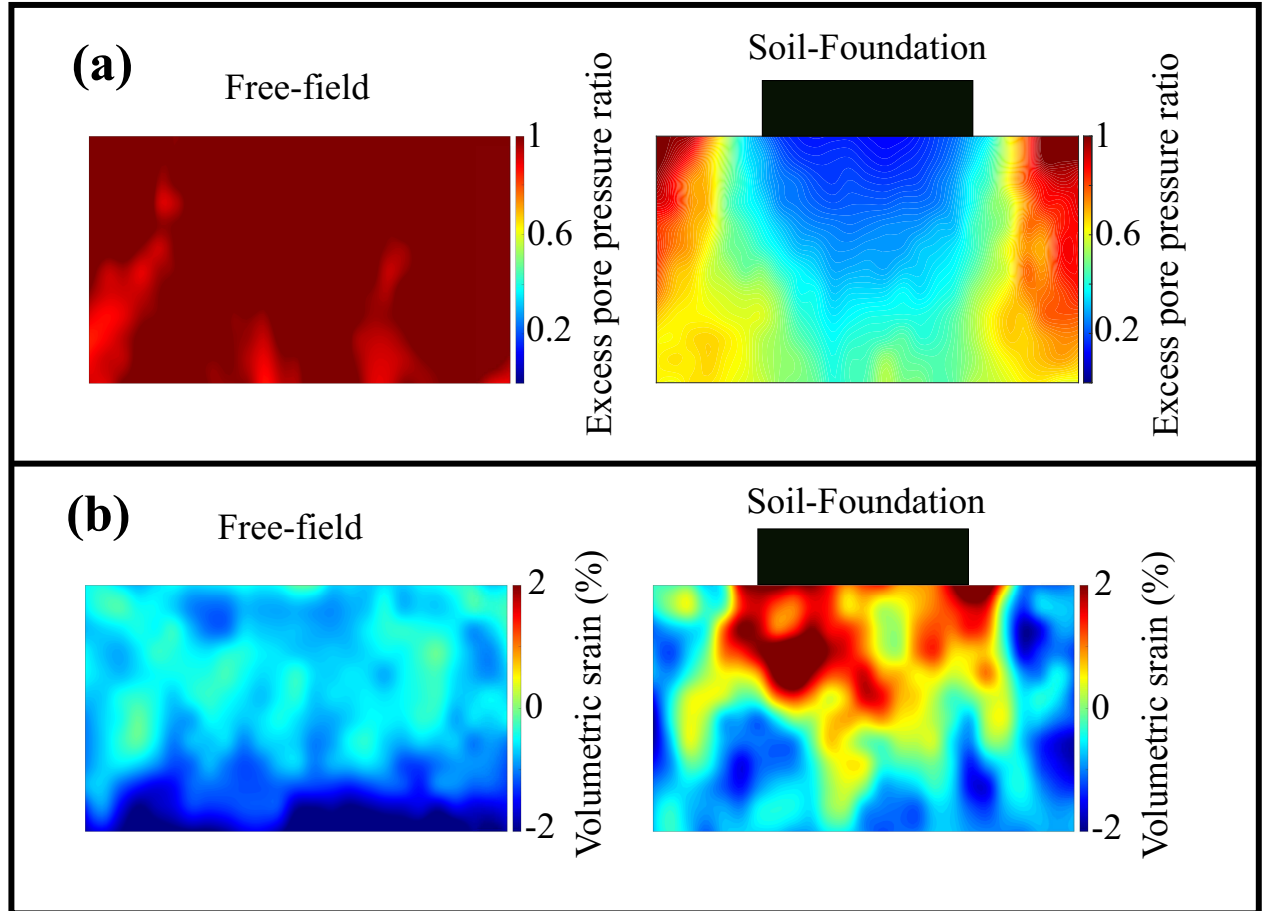 (a)
Free-field
Soil-Foundation
1
0.6
0.2
Excess pore pressure ratio
1
0.6
0.2
Excess pore pressure ratio
(b)
Free-field
Soil-Foundation
2
0
-2
Volumetric srain (%)
2
0
-2
Volumetric srain (%)